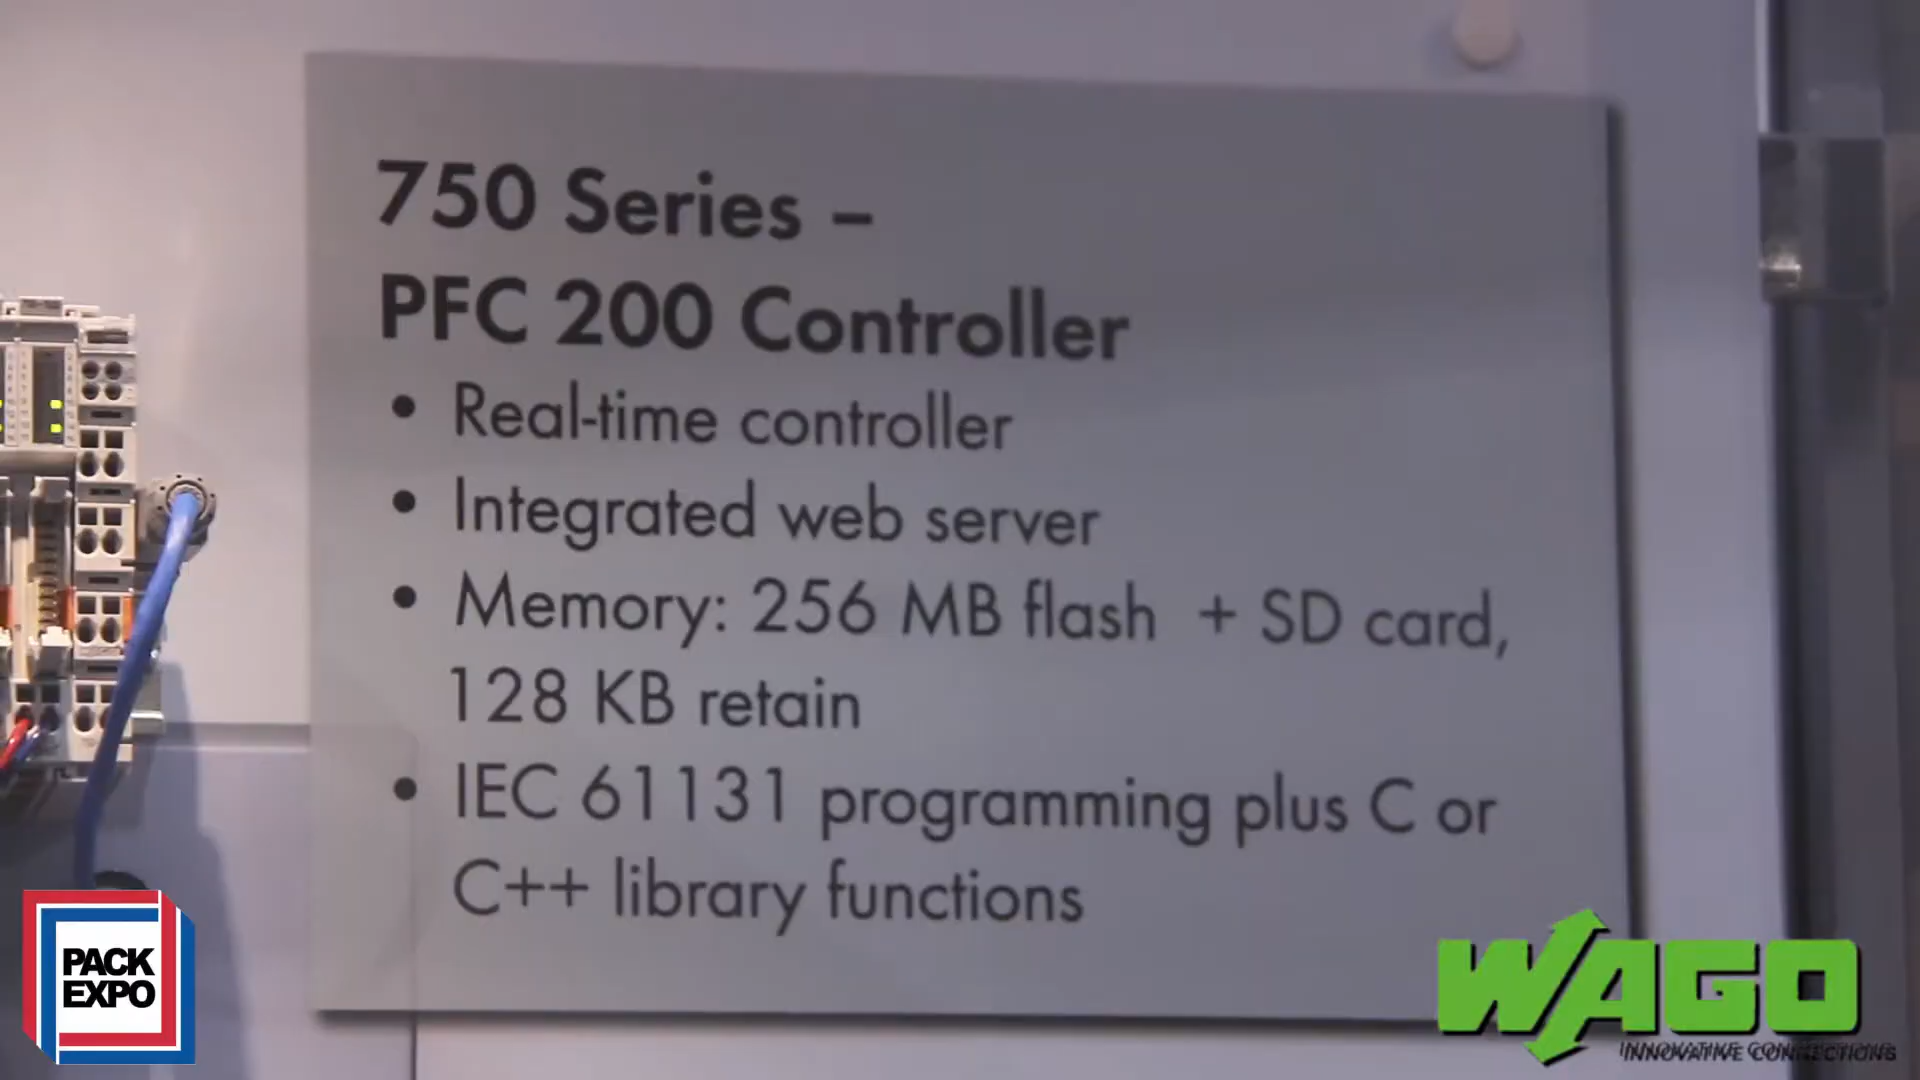 750 Series –
PFC 200 Controller
• Real-time controller
• Integrated web server
• Memory: 256 MB flash + SD card,
128 KB retain
• IEC 61131 programming plus C or
C++ library functions
PACK
EXPO
WAGO
INNOVATIVE CONNECTIONS